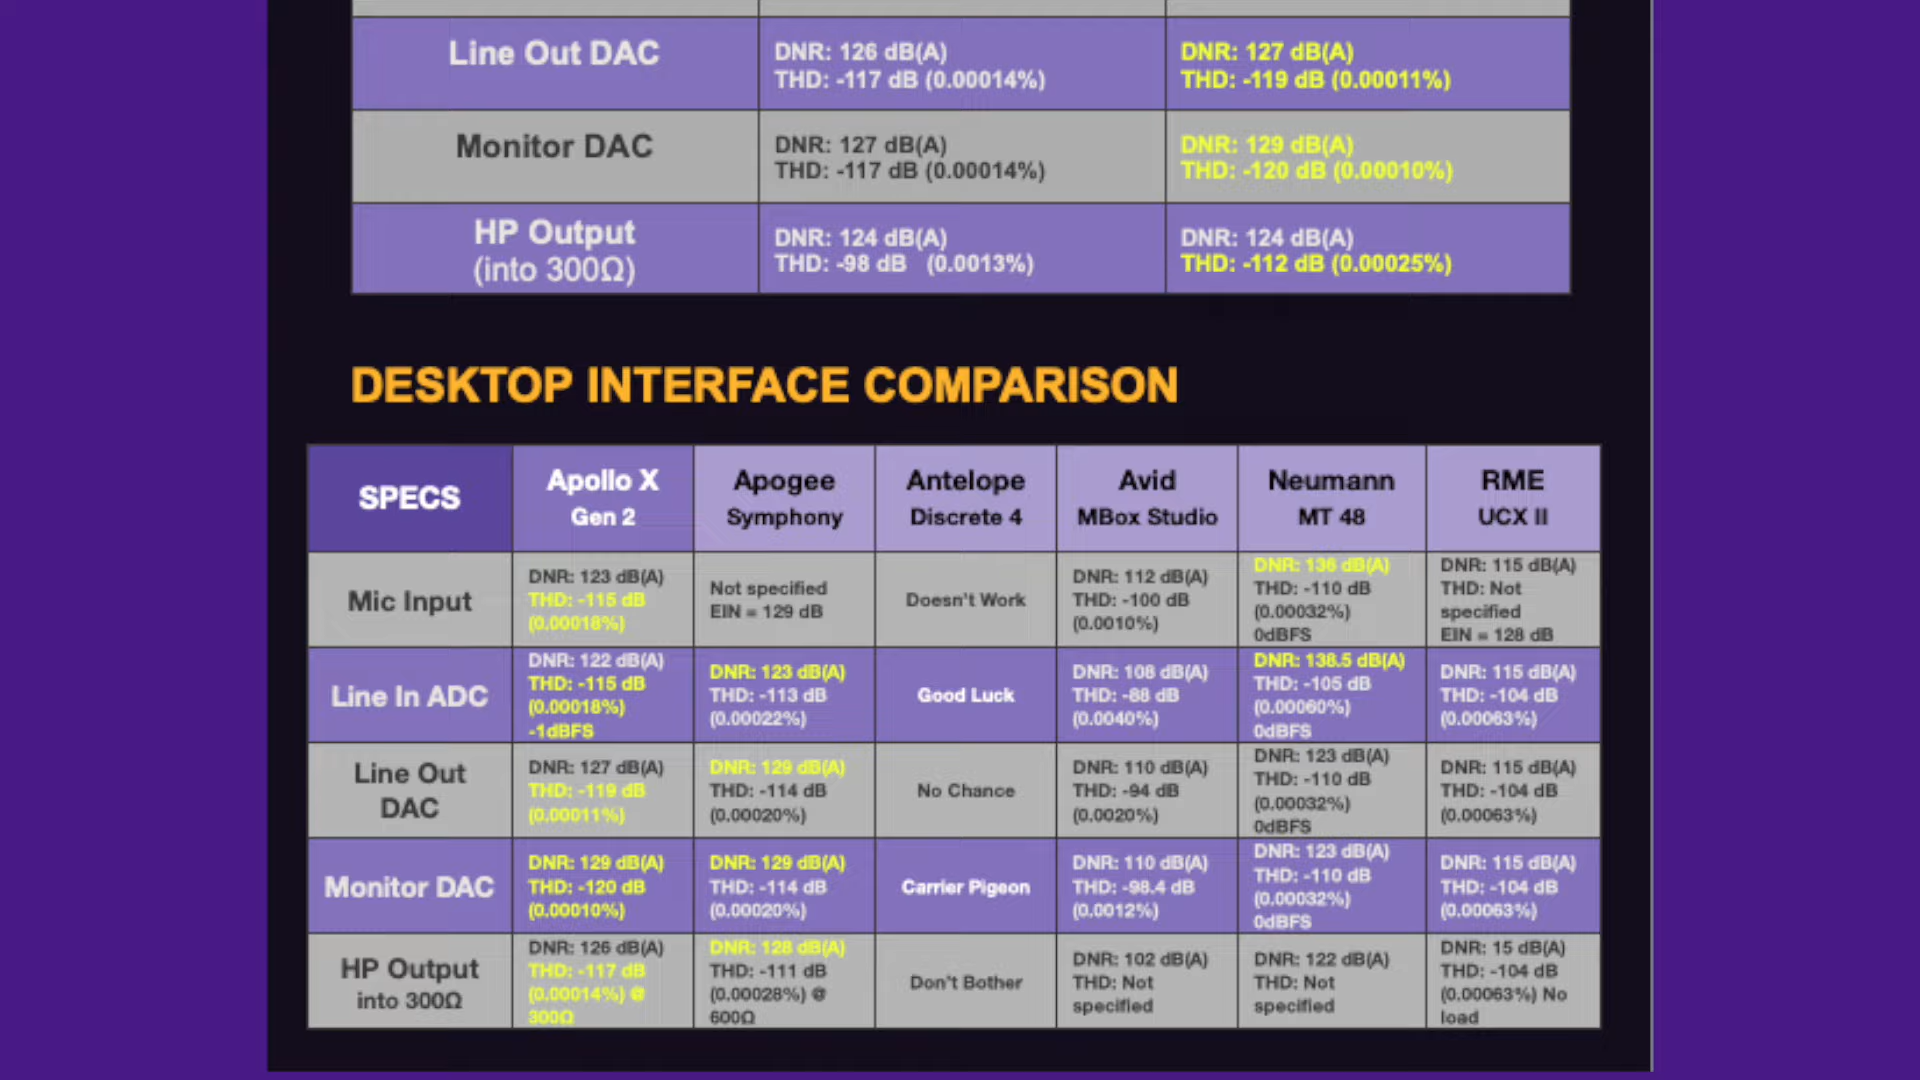 Line Out DAC
DNR: 126 dB(A)
THD: -117 dB (0.00014%)
DNR: 127 dB(A)
THD: -119 dB (0.00011%)
Monitor DAC
DNR: 127 dB(A)
THD: -117 dB (0.00014%)
DNR: 129 dB(A)
THD: -120 dB (0.00010%)
HP Output
(into 300Ω)
DNR: 124 dB(A)
THD: -98 dB (0.0013%)
DNR: 124 dB(A)
THD: -112 dB (0.00025%)
DESKTOP INTERFACE COMPARISON
SPECS
Apollo X
Gen 2
Apogee
Symphony
Antelope
Discrete 4
Avid
MBox Studio
Neumann
MT 48
RME
UCX II
Mic Input
DNR: 123 dB(A)
THD: -115 dB
(0.00018%)
Not specified
EIN = 129 dB
Doesn't Work
DNR: 112 dB(A)
THD: -100 dB
(0.0010%)
DNR: 136 dB(A)
THD: -110 dB
(0.00032%)
0dBFS
DNR: 115 dB(A)
THD: Not
specified
EIN = 128 dB
Line In ADC
DNR: 122 dB(A)
THD: -115 dB
(0.00018%)
-1dBFS
DNR: 123 dB(A)
THD: -113 dB
(0.00022%)
Good Luck
DNR: 108 dB(A)
THD: -88 dB
(0.0040%)
DNR: 138.5 dB(A)
THD: -105 dB
(0.00060%)
0dBFS
DNR: 115 dB(A)
THD: -104 dB
(0.00063%)
Line Out
DAC
DNR: 127 dB(A)
THD: -119 dB
(0.00011%)
DNR: 129 dB(A)
THD: -114 dB
(0.00020%)
No Chance
DNR: 110 dB(A)
THD: -94 dB
(0.0020%)
DNR: 123 dB(A)
THD: -110 dB
(0.00032%)
0dBFS
DNR: 115 dB(A)
THD: -104 dB
(0.00063%)
Monitor DAC
DNR: 129 dB(A)
THD: -120 dB
(0.00010%)
DNR: 129 dB(A)
THD: -114 dB
(0.00020%)
Carrier Pigeon
DNR: 110 dB(A)
THD: -98.4 dB
(0.0012%)
DNR: 123 dB(A)
THD: -110 dB
(0.00032%)
0dBFS
DNR: 115 dB(A)
THD: -104 dB
(0.00063%)
HP Output
into 300Ω
DNR: 126 dB(A)
THD: -117 dB
(0.00014%) @
300Ω
DNR: 128 dB(A)
THD: -111 dB
(0.00028%) @
600Ω
Don't Bother
DNR: 102 dB(A)
THD: Not
specified
DNR: 122 dB(A)
THD: Not
specified
DNR: 15 dB(A)
THD: -104 dB
(0.00063%) No
load